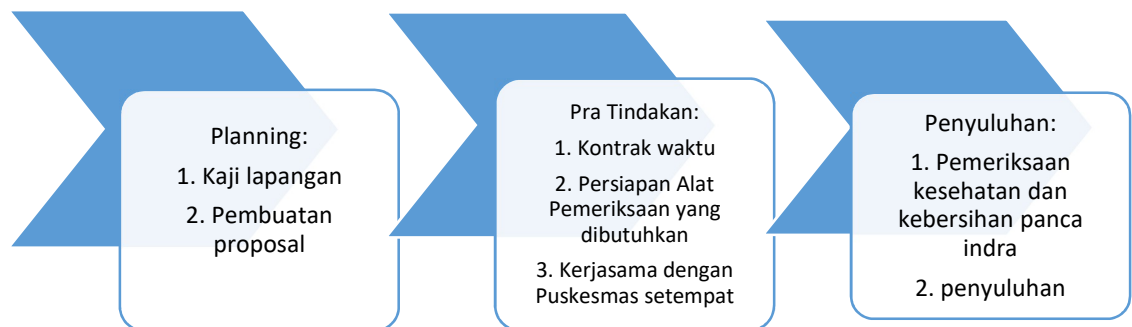 Planning:
1. Kaji lapangan
2. Pembuatan
proposal
Pra Tindakan:
1. Kontrak waktu
2. Persiapan Alat
Pemeriksaan yang
dibutuhkan
3. Kerjasama dengan
Puskesmas setempat
Penyuluhan:
1. Pemeriksaan
kesehatan dan
kebersihan panca
indra
2. penyuluhan